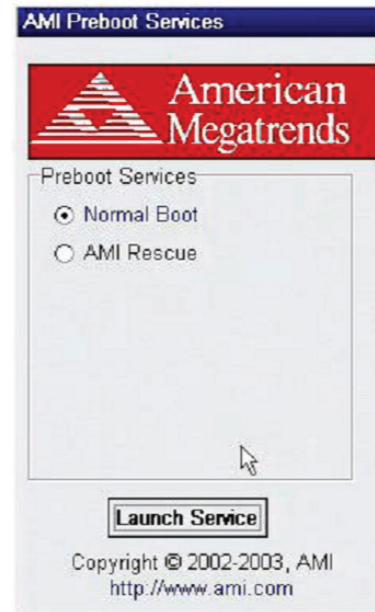 AMI Preboot Services
American
Megatrends
Preboot Services
Normal Boot
AMI Rescue
Launch Service
Copyright © 2002-2003, AMI
http://www.ami.com